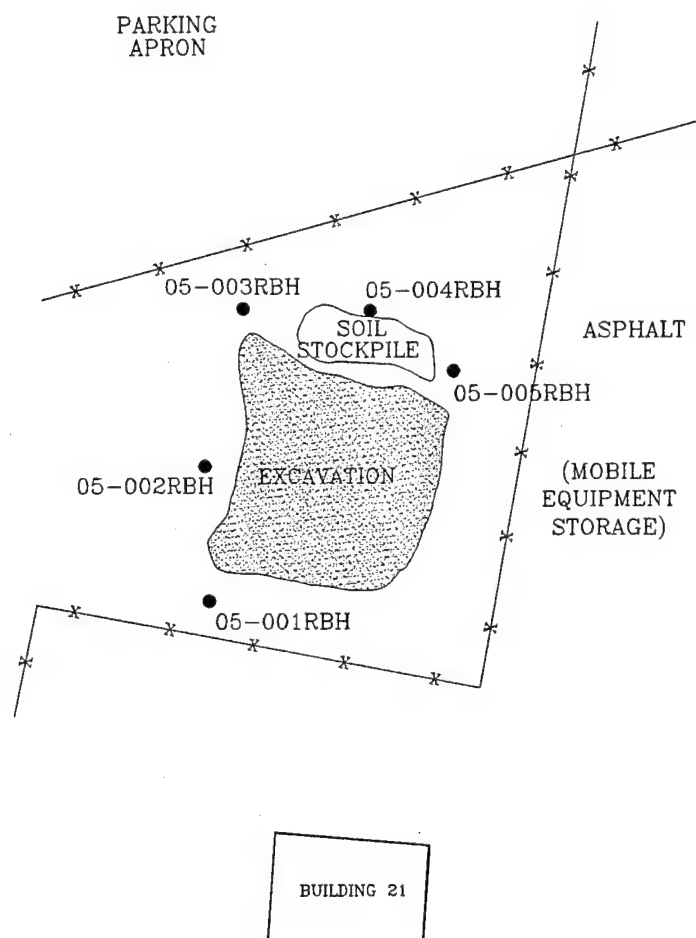 PARKING
APRON
05-003RBH
05-004RBH
SOIL
STOCKPILE
ASPHALT
05-005RBH
05-002RBH
EXCAVATION
(MOBILE
EQUIPMENT
STORAGE)
05-001RBH
BUILDING 21